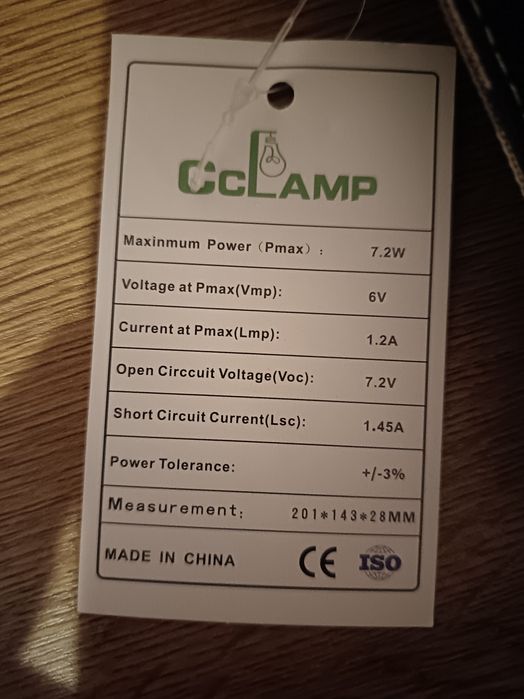 CCLAMP
Maxinmum Power（Pmax）: 7.2W
Voltage at Pmax(Vmp): 6V
Current at Pmax(Lmp): 1.2A
Open Circcuit Voltage(Voc): 7.2V
Short Circuit Current(Lsc): 1.45A
Power Tolerance: +/-3%
Measurement: 201*143*28MM
MADE IN CHINA CE ISO